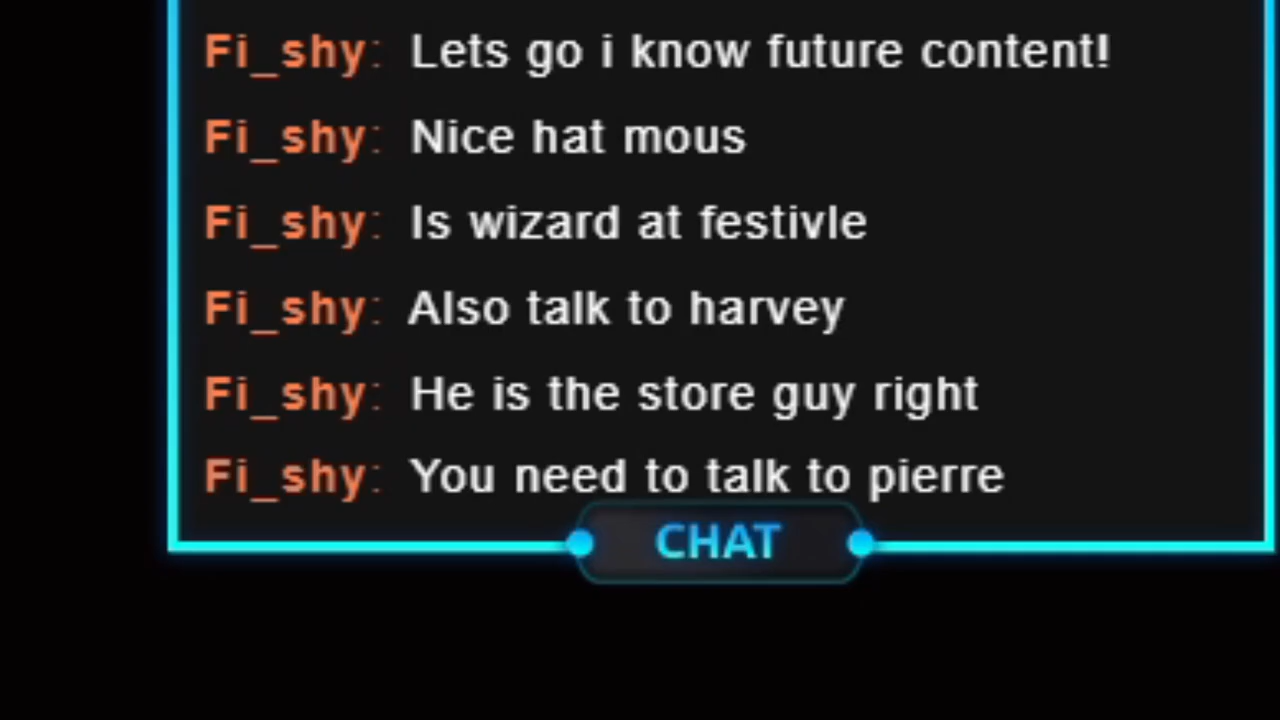 Fi_shy: Lets go i know future content!
Fi_shy: Nice hat mous
Fi_shy: Is wizard at festivle
Fi_shy: Also talk to harvey
Fi_shy: He is the store guy right
Fi_shy: You need to talk to pierre
CHAT